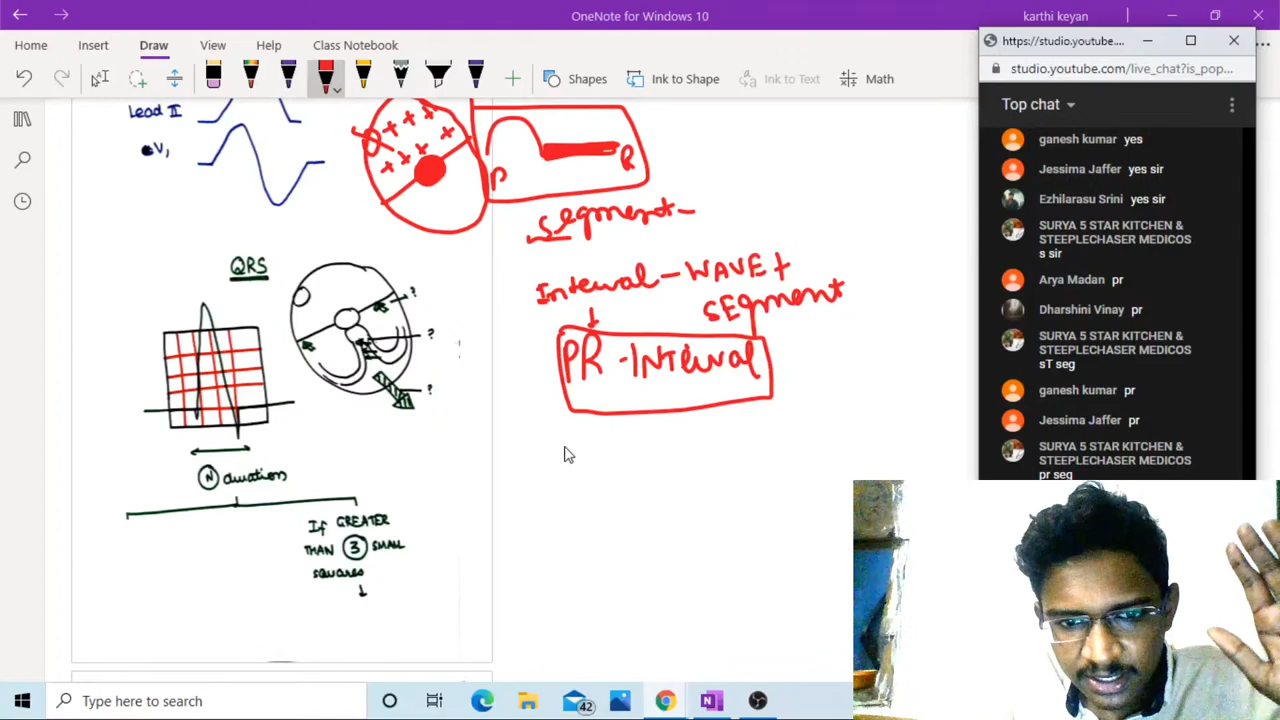 OneNote for Windows 10
karthi keyan
Home
Insert
Draw
View
Help
Class Notebook
Shapes
Ink to Shape
Ink to Text
Math
https://studio.youtube....
studio.youtube.com/live_chat?is_pop...
Top chat
ganesh kumar yes
Jessima Jaffer yes sir
Ezhilarasu Srini yes sir
SURYA 5 STAR KITCHEN &
STEEPLECHASER MEDICOS
s sir
Arya Madan pr
Dharshini Vinay pr
SURYA 5 STAR KITCHEN &
STEEPLECHASER MEDICOS
sT seg
ganesh kumar pr
Jessima Jaffer pr
SURYA 5 STAR KITCHEN &
STEEPLECHASER MEDICOS
pr seg
Lead II
V1
P
R
Segment-
Interval - WAVE +
SEgment
PR - INterval
QRS
?
?
?
N durations
If GREATER
THAN 3 SMALL
squares
Type here to search
42